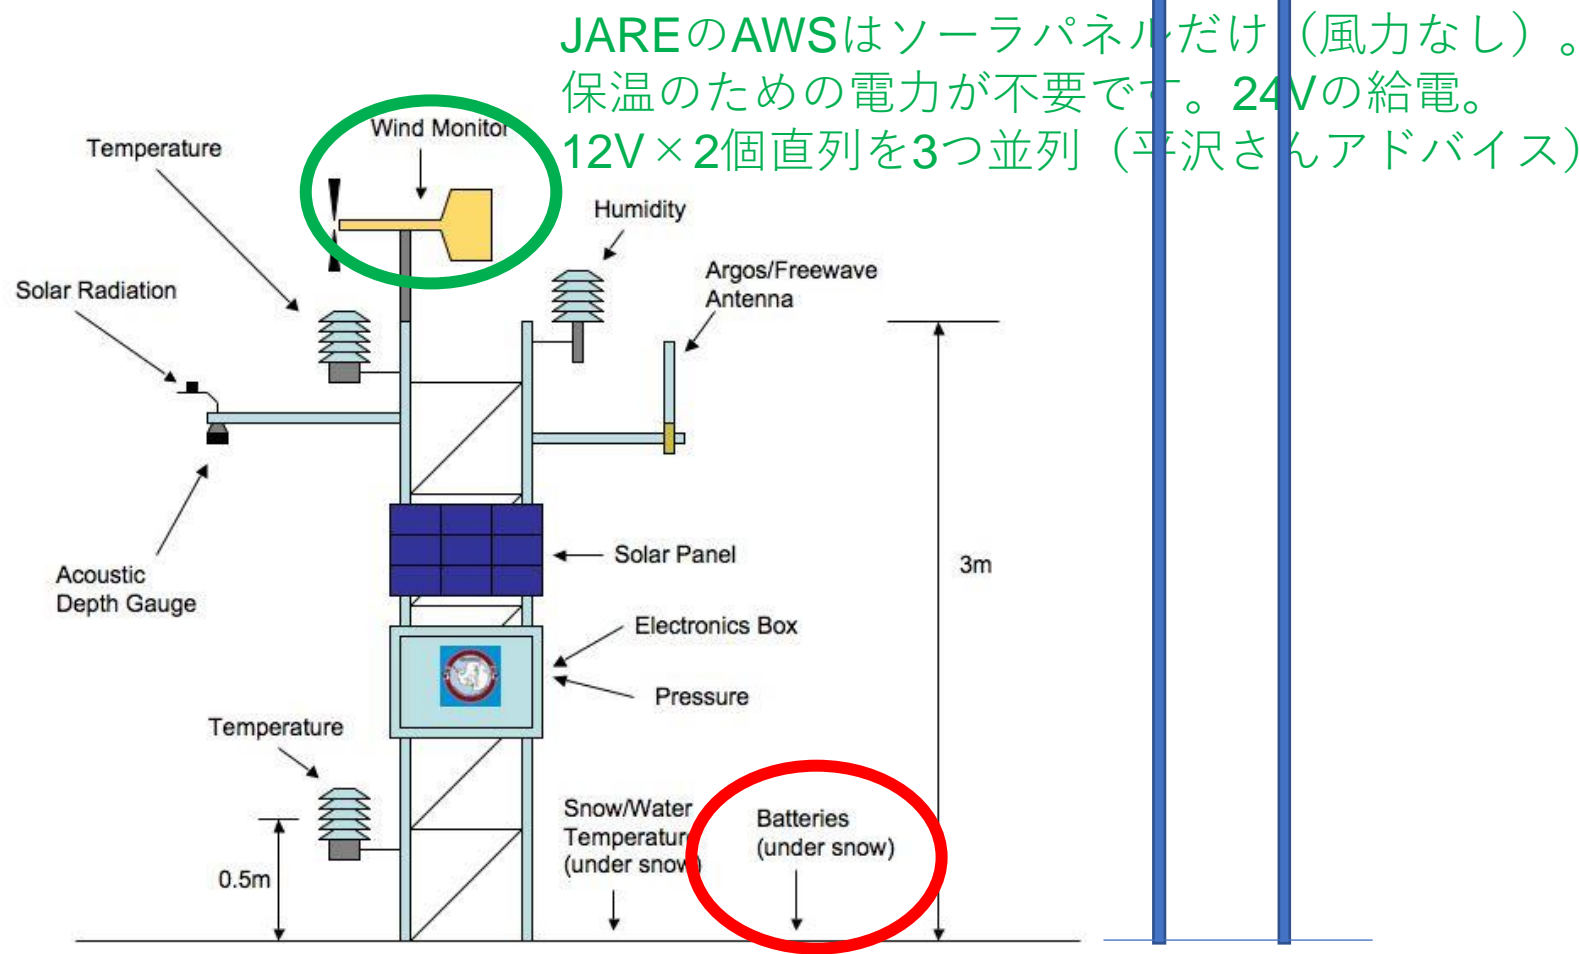 JAREのAWSはソーラパネルだけ（風力なし）。
保温のための電力が不要です。24Vの給電。
12V×2個直列を3つ並列（平沢さんアドバイス）
Wind Monitor
Temperature
Humidity
Argos/Freewave
Antenna
Solar Radiation
Solar Panel
3m
Acoustic
Depth Gauge
Electronics Box
Pressure
Temperature
Snow/Water
Temperature
(under snow)
Batteries
(under snow)
0.5m